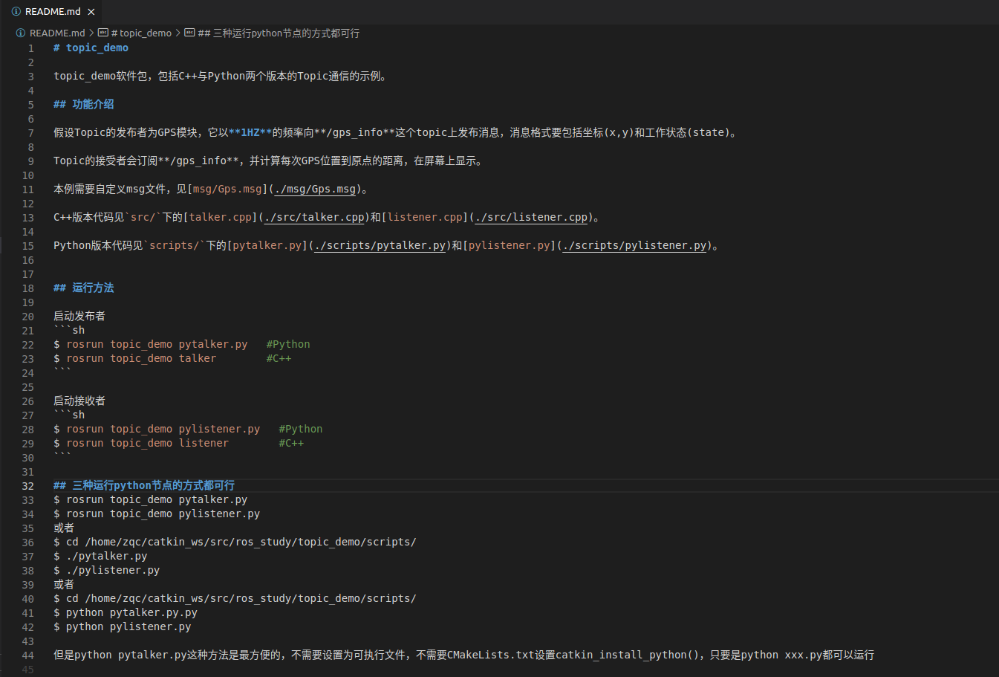 README.md
README.md > # topic_demo > ## 三种运行python节点的方式都可行
1 # topic_demo
2
3 topic_demo软件包，包括C++与Python两个版本的Topic通信的示例。
4
5 ## 功能介绍
6
7 假设Topic的发布者为GPS模块，它以**1HZ**的频率向**/gps_info**这个topic上发布消息，消息格式要包括坐标(x,y)和工作状态(state)。
8
9 Topic的接受者会订阅**/gps_info**，并计算每次GPS位置到原点的距离，在屏幕上显示。
10
11 本例需要自定义msg文件，见[msg/Gps.msg](./msg/Gps.msg)。
12
13 C++版本代码见`src/`下的[talker.cpp](./src/talker.cpp)和[listener.cpp](./src/listener.cpp)。
14
15 Python版本代码见`scripts/`下的[pytalker.py](./scripts/pytalker.py)和[pylistener.py](./scripts/pylistener.py)。
16
17
18 ## 运行方法
19
20 启动发布者
21 ```sh
22 $ rosrun topic_demo pytalker.py   #Python
23 $ rosrun topic_demo talker        #C++
24 ```
25
26 启动接收者
27 ```sh
28 $ rosrun topic_demo pylistener.py   #Python
29 $ rosrun topic_demo listener        #C++
30 ```
31
32 ## 三种运行python节点的方式都可行
33 $ rosrun topic_demo pytalker.py
34 $ rosrun topic_demo pylistener.py
35 或者
36 $ cd /home/zqc/catkin_ws/src/ros_study/topic_demo/scripts/
37 $ ./pytalker.py
38 $ ./pylistener.py
39 或者
40 $ cd /home/zqc/catkin_ws/src/ros_study/topic_demo/scripts/
41 $ python pytalker.py.py
42 $ python pylistener.py
43
44 但是python pytalker.py这种方法是最方便的，不需要设置为可执行文件，不需要CMakeLists.txt设置catkin_install_python()，只要是python xxx.py都可以运行
45